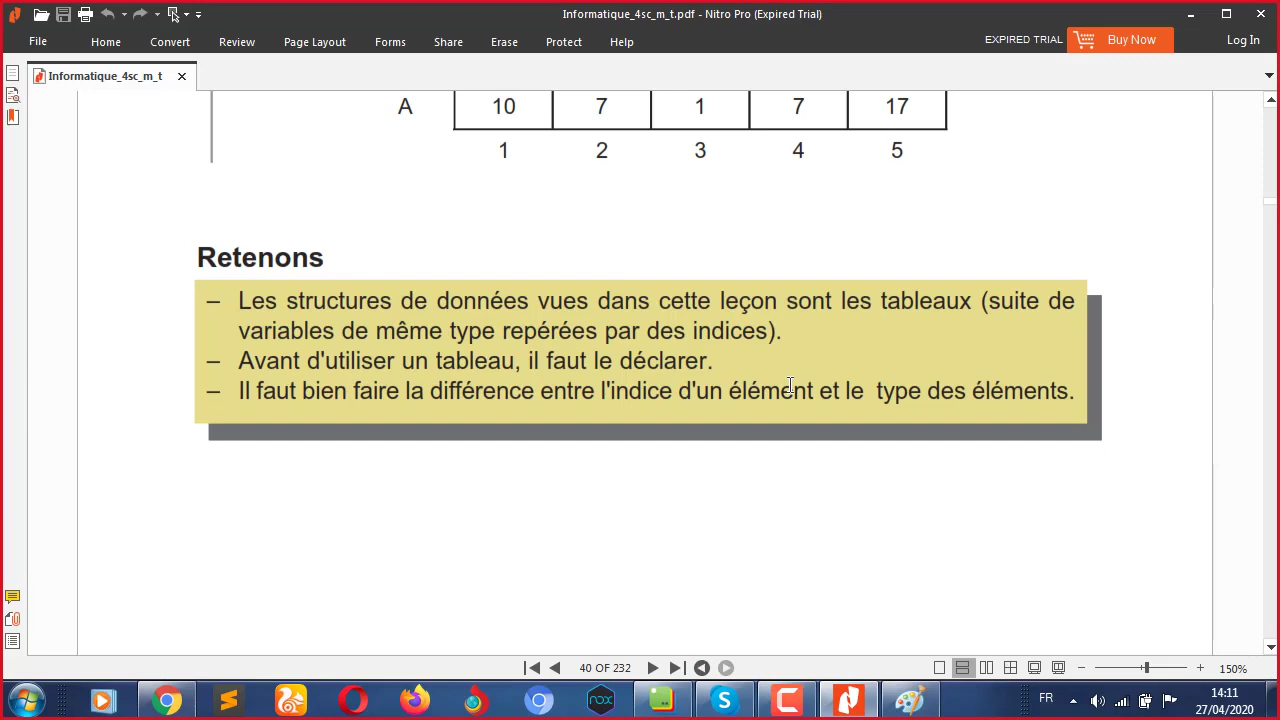 Informatique_4sc_m_t.pdf - Nitro Pro (Expired Trial)
File Home Convert Review Page Layout Forms Share Erase Protect Help EXPIRED TRIAL Buy Now Log In
Informatique_4sc_m_t
A 10 7 1 7 17
1 2 3 4 5
Retenons
– Les structures de données vues dans cette leçon sont les tableaux (suite de
variables de même type repérées par des indices).
– Avant d'utiliser un tableau, il faut le déclarer.
– Il faut bien faire la différence entre l'indice d'un élément et le type des éléments.
40 OF 232 150%
FR 14:11
27/04/2020